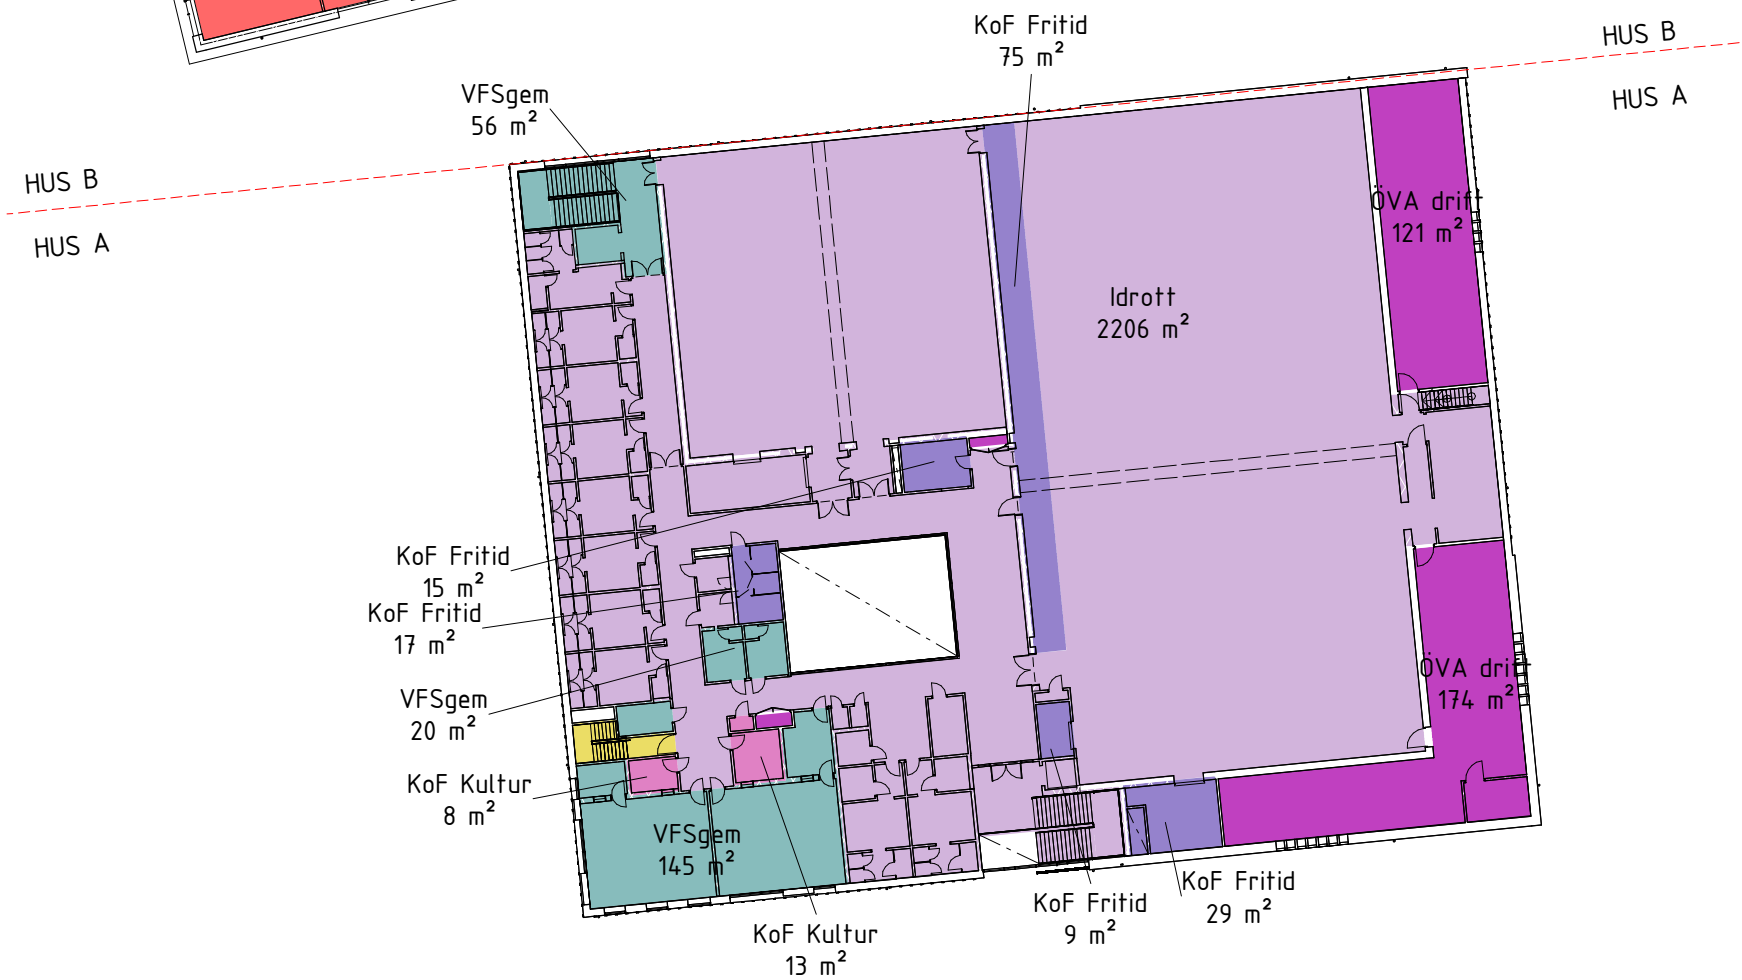 KoF Fritid
75 m²
HUS B
HUS A
VFSgem
56 m²
HUS B
HUS A
ÖVA drift
121 m²
Idrott
2206 m²
KoF Fritid
15 m²
KoF Fritid
17 m²
VFSgem
20 m²
ÖVA drift
174 m²
KoF Kultur
8 m²
VFSgem
145 m²
KoF Fritid
29 m²
KoF Fritid
9 m²
KoF Kultur
13 m²